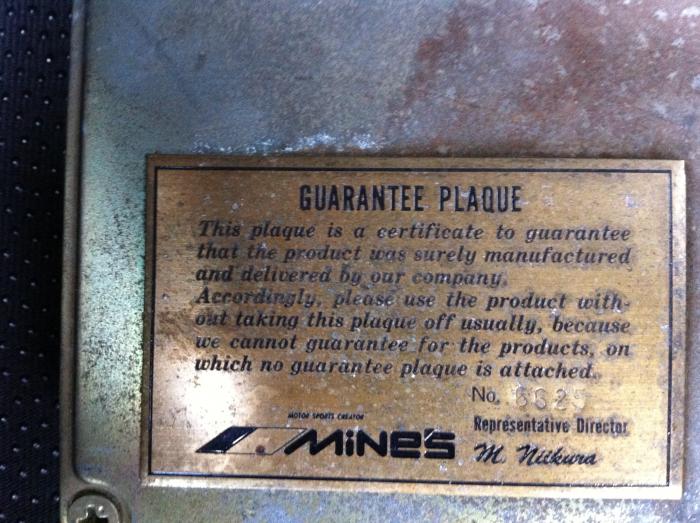 GUARANTEE PLAQUE
This plaque is a certificate to guarantee
that the product was surely manufactured
and delivered by our company.
Accordingly, please use the product with-
out taking this plaque off usually, because
we cannot guarantee for the products, on
which no guarantee plaque is attached.
No.
Representative Director
M. Niikura
MOTOR SPORTS CREATOR
MiNe'S